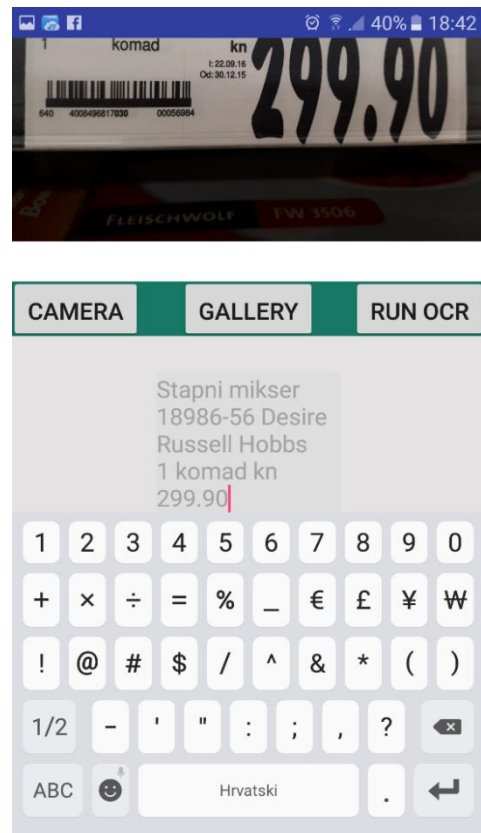 40% 18:42
1 komad kn
I: 22.09.16
Od: 30.12.15
299.90
640 4008496817030 00056984
Bo
FLEISCHWOLF FW 3506
CAMERA GALLERY RUN OCR
Stapni mikser
18986-56 Desire
Russell Hobbs
1 komad kn
299.90
1 2 3 4 5 6 7 8 9 0
+ × ÷ = % _ € £ ¥ ₩
! @ # $ / ^ & * ( )
1/2 - ' " : ; , ?
ABC Hrvatski .